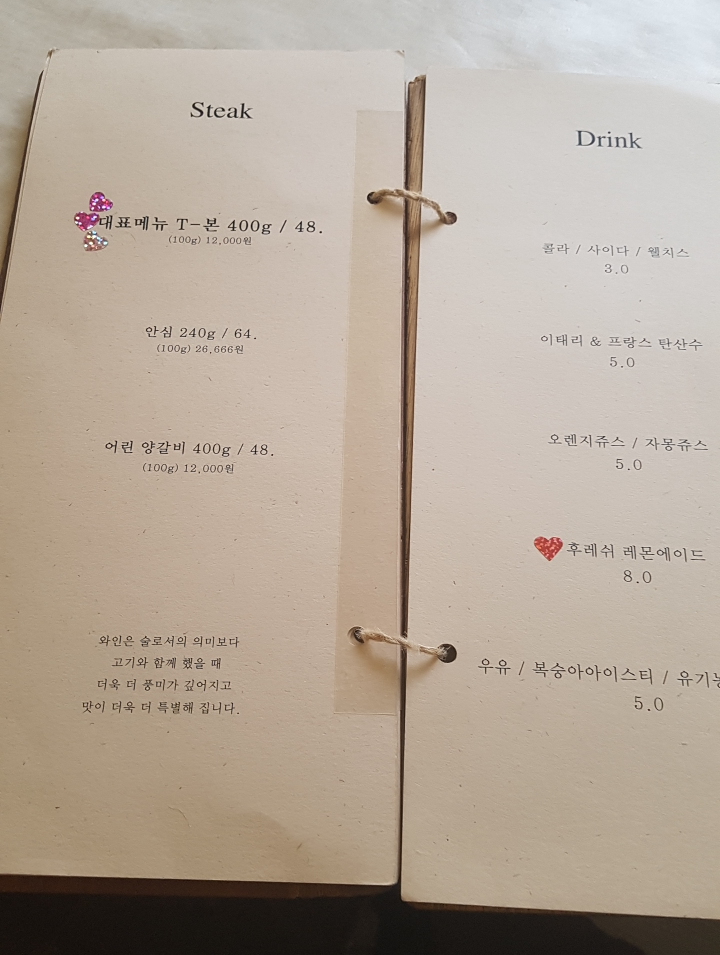 Steak
대표메뉴 T-본 400g / 48.
(100g) 12,000원
안심 240g / 64.
(100g) 26,666원
어린 양갈비 400g / 48.
(100g) 12,000원
와인은 술로서의 의미보다
고기와 함께 했을 때
더욱 더 풍미가 깊어지고
맛이 더욱 더 특별해 집니다.
Drink
콜라 / 사이다 / 웰치스
3.0
이태리 & 프랑스 탄산수
5.0
오렌지쥬스 / 자몽쥬스
5.0
후레쉬 레몬에이드
8.0
우유 / 복숭아아이스티 /
5.0